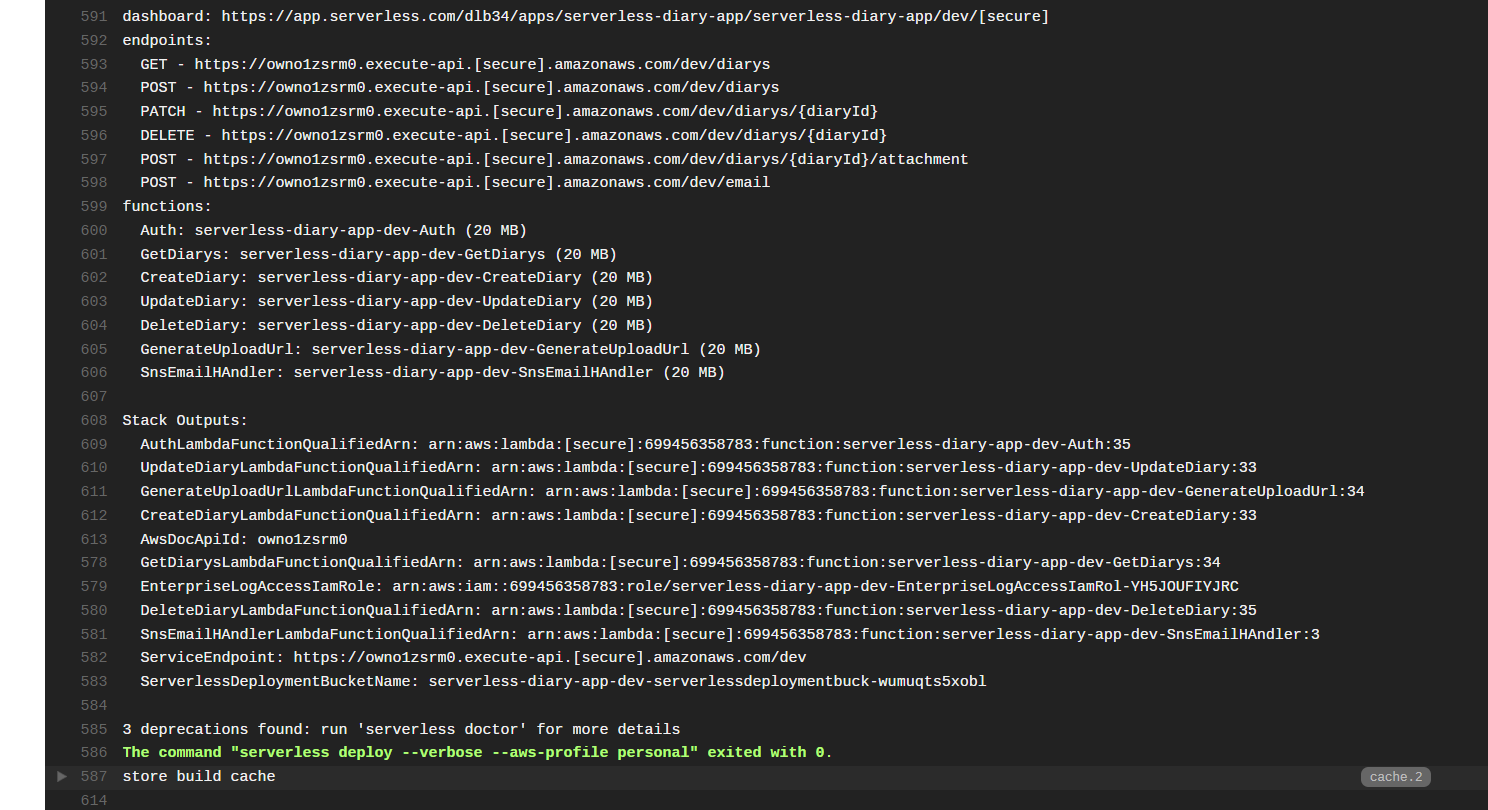 591 dashboard: https://app.serverless.com/dlb34/apps/serverless-diary-app/serverless-diary-app/dev/[secure]
592 endpoints:
593 GET - https://owno1zsrm0.execute-api.[secure].amazonaws.com/dev/diarys
594 POST - https://owno1zsrm0.execute-api.[secure].amazonaws.com/dev/diarys
595 PATCH - https://owno1zsrm0.execute-api.[secure].amazonaws.com/dev/diarys/{diaryId}
596 DELETE - https://owno1zsrm0.execute-api.[secure].amazonaws.com/dev/diarys/{diaryId}
597 POST - https://owno1zsrm0.execute-api.[secure].amazonaws.com/dev/diarys/{diaryId}/attachment
598 POST - https://owno1zsrm0.execute-api.[secure].amazonaws.com/dev/email
599 functions:
600 Auth: serverless-diary-app-dev-Auth (20 MB)
601 GetDiarys: serverless-diary-app-dev-GetDiarys (20 MB)
602 CreateDiary: serverless-diary-app-dev-CreateDiary (20 MB)
603 UpdateDiary: serverless-diary-app-dev-UpdateDiary (20 MB)
604 DeleteDiary: serverless-diary-app-dev-DeleteDiary (20 MB)
605 GenerateUploadUrl: serverless-diary-app-dev-GenerateUploadUrl (20 MB)
606 SnsEmailHAndler: serverless-diary-app-dev-SnsEmailHAndler (20 MB)
607
608 Stack Outputs:
609 AuthLambdaFunctionQualifiedArn: arn:aws:lambda:[secure]:699456358783:function:serverless-diary-app-dev-Auth:35
610 UpdateDiaryLambdaFunctionQualifiedArn: arn:aws:lambda:[secure]:699456358783:function:serverless-diary-app-dev-UpdateDiary:33
611 GenerateUploadUrlLambdaFunctionQualifiedArn: arn:aws:lambda:[secure]:699456358783:function:serverless-diary-app-dev-GenerateUploadUrl:34
612 CreateDiaryLambdaFunctionQualifiedArn: arn:aws:lambda:[secure]:699456358783:function:serverless-diary-app-dev-CreateDiary:33
613 AwsDocApiId: owno1zsrm0
578 GetDiarysLambdaFunctionQualifiedArn: arn:aws:lambda:[secure]:699456358783:function:serverless-diary-app-dev-GetDiarys:34
579 EnterpriseLogAccessIamRole: arn:aws:iam::699456358783:role/serverless-diary-app-dev-EnterpriseLogAccessIamRol-YH5JOUFIYJRC
580 DeleteDiaryLambdaFunctionQualifiedArn: arn:aws:lambda:[secure]:699456358783:function:serverless-diary-app-dev-DeleteDiary:35
581 SnsEmailHAndlerLambdaFunctionQualifiedArn: arn:aws:lambda:[secure]:699456358783:function:serverless-diary-app-dev-SnsEmailHAndler:3
582 ServiceEndpoint: https://owno1zsrm0.execute-api.[secure].amazonaws.com/dev
583 ServerlessDeploymentBucketName: serverless-diary-app-dev-serverlessdeploymentbuck-wumuqts5xobl
584
585 3 deprecations found: run 'serverless doctor' for more details
586 The command "serverless deploy --verbose --aws-profile personal" exited with 0.
587 store build cache cache.2
614